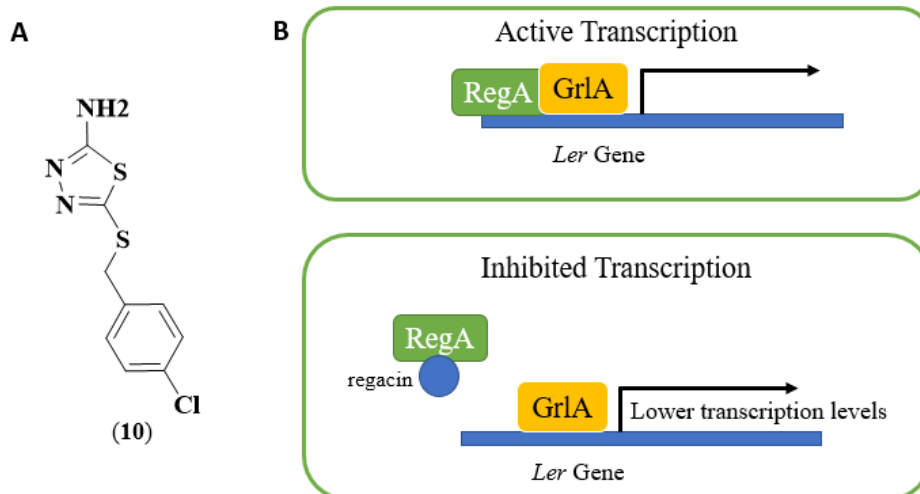 A
NH2
N
S
N
S
Cl
(10)
B
Active Transcription
RegA
GrlA
Ler Gene
Inhibited Transcription
RegA
regacin
GrlA
Lower transcription levels
Ler Gene